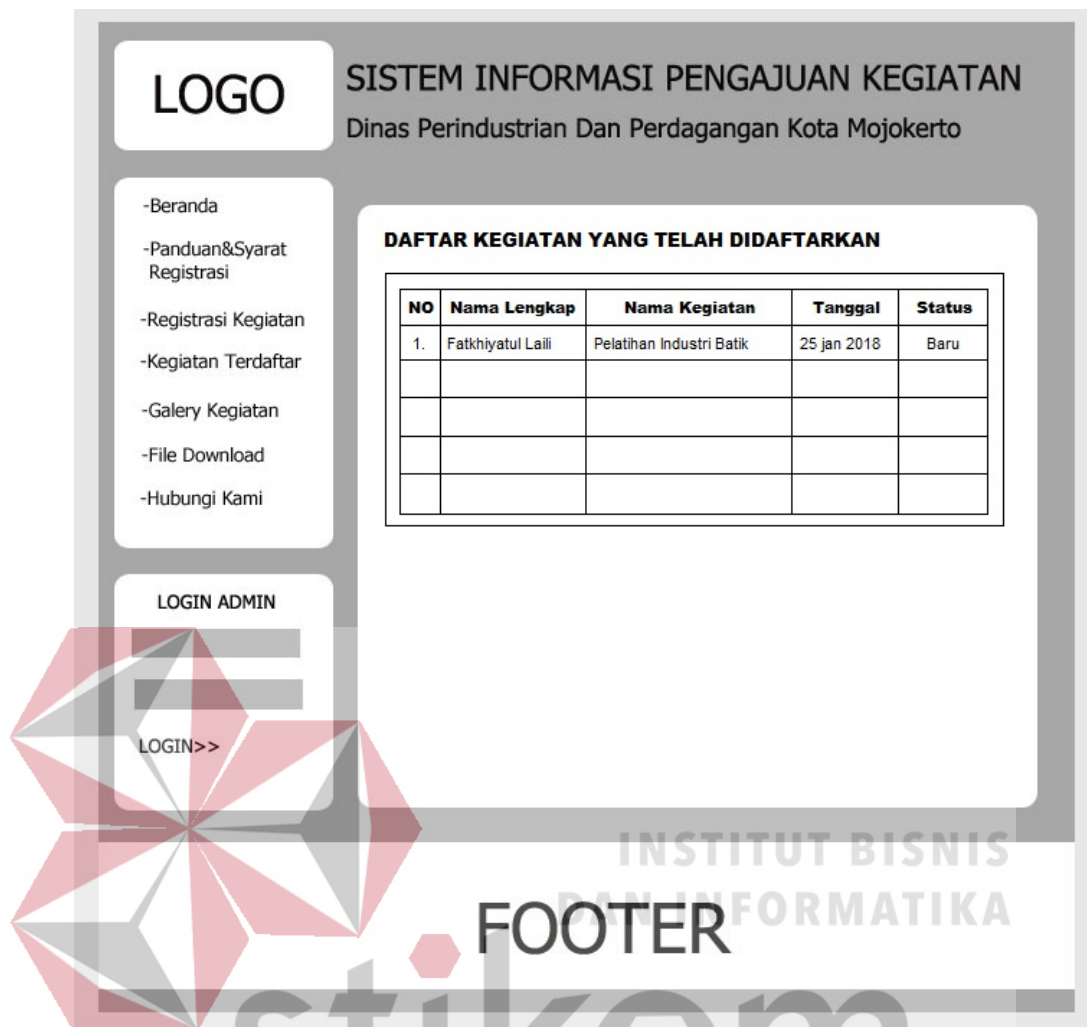 LOGO
SISTEM INFORMASI PENGAJUAN KEGIATAN
Dinas Perindustrian Dan Perdagangan Kota Mojokerto
-Beranda
-Panduan&Syarat
Registrasi
-Registrasi Kegiatan
-Kegiatan Terdaftar
-Galery Kegiatan
-File Download
-Hubungi Kami
LOGIN ADMIN
LOGIN>>
DAFTAR KEGIATAN YANG TELAH DIDAFTARKAN
NO Nama Lengkap Nama Kegiatan Tanggal Status
1. Fatkhiyatul Laili Pelatihan Industri Batik 25 jan 2018 Baru
INSTITUT BISNIS
DAN INFORMATIKA
FOOTER
stikom